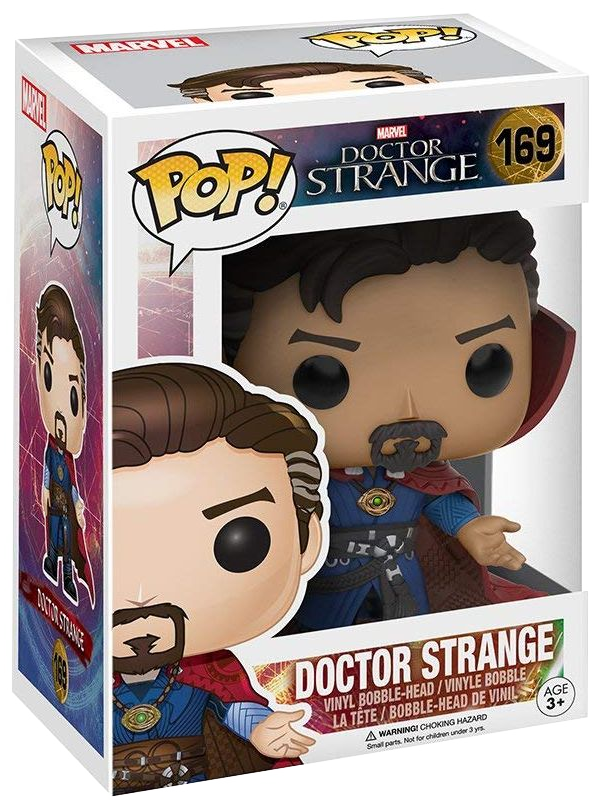 MARVEL
POP!
MARVEL
POP!
DOCTOR STRANGE
169
POP!®
MARVEL
DOCTOR
STRANGE
169
DOCTOR STRANGE
VINYL BOBBLE-HEAD / VINYLE BOBBLE
LA TÊTE / BOBBLE-HEAD DE VINIL
AGE
3+
WARNING! CHOKING HAZARD
Small parts. Not for children under 3 yrs.